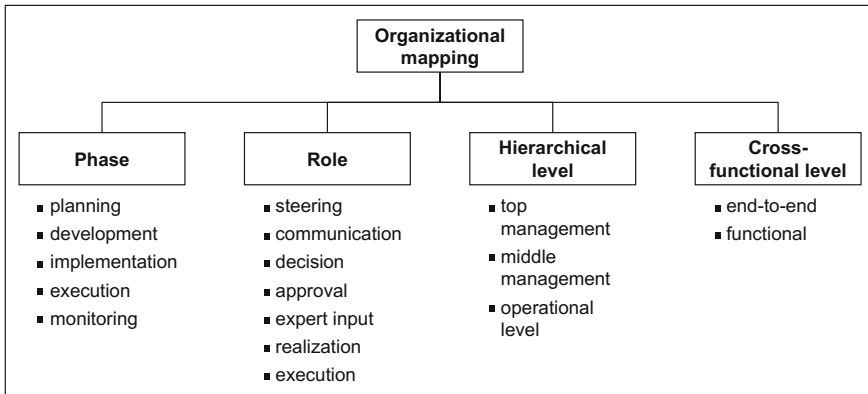 Organizational
mapping
Phase
▪ planning
▪ development
▪ implementation
▪ execution
▪ monitoring
Role
▪ steering
▪ communication
▪ decision
▪ approval
▪ expert input
▪ realization
▪ execution
Hierarchical
level
▪ top
management
▪ middle
management
▪ operational
level
Cross-
functional level
▪ end-to-end
▪ functional